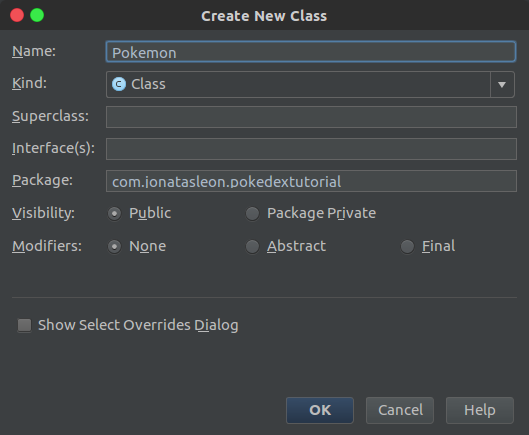 Create New Class
Name: Pokemon
Kind: C Class
Superclass:
Interface(s):
Package: com.jonatasleon.pokedextutorial
Visibility: Public Package Private
Modifiers: None Abstract Final
Show Select Overrides Dialog
OK Cancel Help